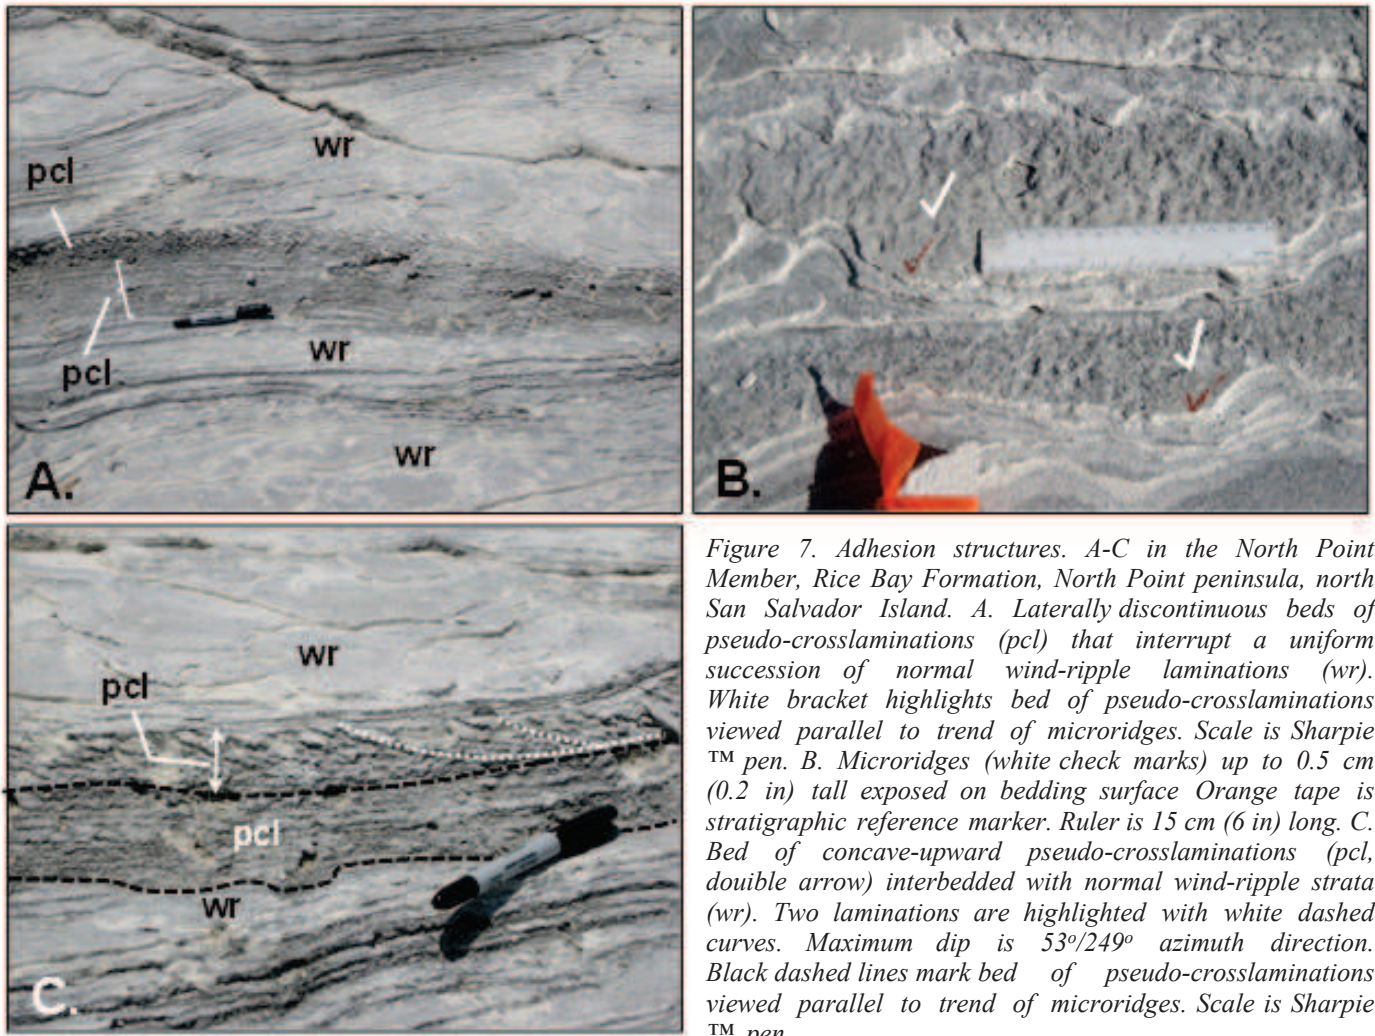 wr
pcl
pcl
wr
wr
A.
B.
wr
pcl
pcl
wr
C.
Figure 7. Adhesion structures. A-C in the North Point
Member, Rice Bay Formation, North Point peninsula, north
San Salvador Island. A. Laterally discontinuous beds of
pseudo-crosslaminations (pcl) that interrupt a uniform
succession of normal wind-ripple laminations (wr).
White bracket highlights bed of pseudo-crosslaminations
viewed parallel to trend of microridges. Scale is Sharpie
™ pen. B. Microridges (white check marks) up to 0.5 cm
(0.2 in) tall exposed on bedding surface Orange tape is
stratigraphic reference marker. Ruler is 15 cm (6 in) long. C.
Bed of concave-upward pseudo-crosslaminations (pcl,
douible arrow) interbedded with normal wind-ripple strata
(wr). Two laminations are highlighted with white dashed
curves. Maximum dip is 53º/249º azimuth direction.
Black dashed lines mark bed of pseudo-crosslaminations
viewed parallel to trend of microridges. Scale is Sharpie
™ pen